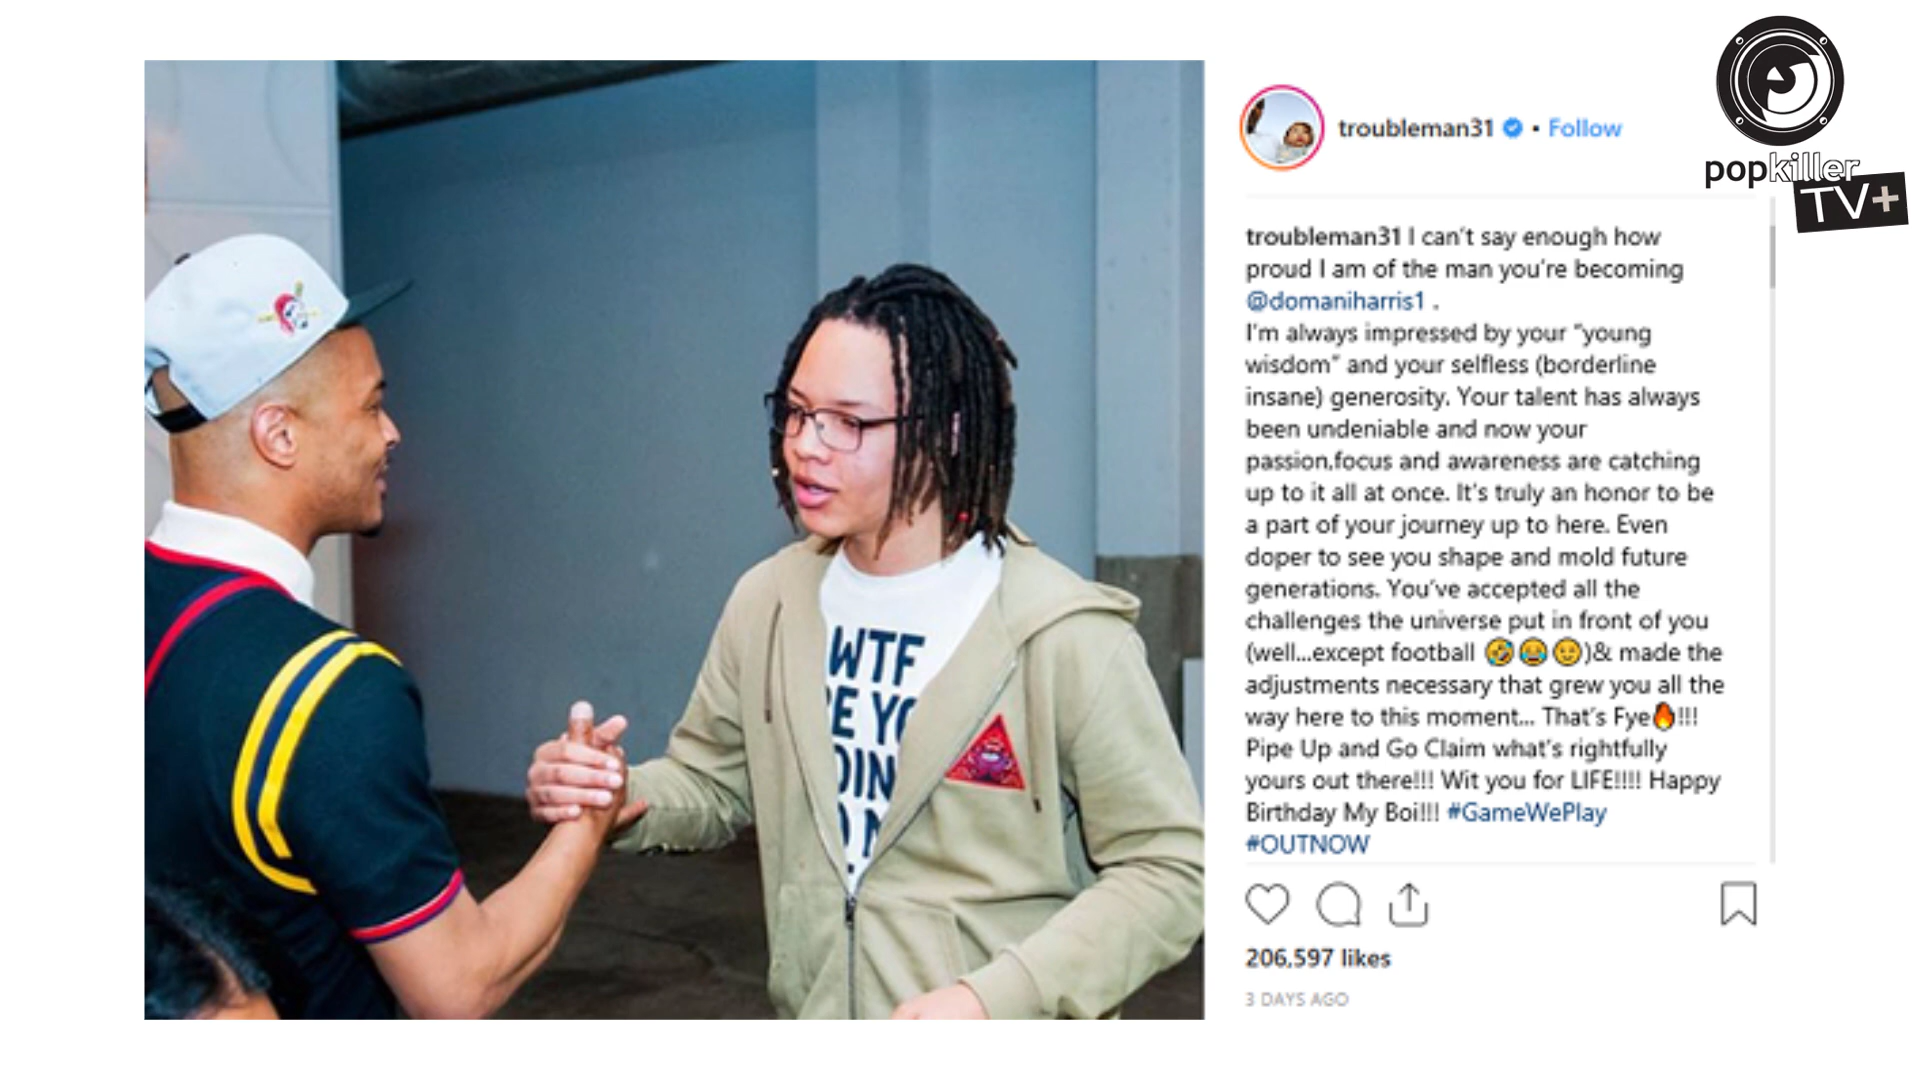 popkiller
TV+
troubleman31 • Follow
troubleman31 I can't say enough how
proud I am of the man you're becoming
@domaniharris1 .
I'm always impressed by your "young
wisdom" and your selfless (borderline
insane) generosity. Your talent has always
been undeniable and now your
passion,focus and awareness are catching
up to it all at once. It's truly an honor to be
a part of your journey up to here. Even
doper to see you shape and mold future
generations. You've accepted all the
challenges the universe put in front of you
(well...except football 🤣😂😉)& made the
adjustments necessary that grew you all the
way here to this moment... That's Fye🔥!!!
Pipe Up and Go Claim what's rightfully
yours out there!!! Wit you for LIFE!!!! Happy
Birthday My Boi!!! #GameWePlay
#OUTNOW
206,597 likes
3 DAYS AGO
WTF
RE YO
OIN